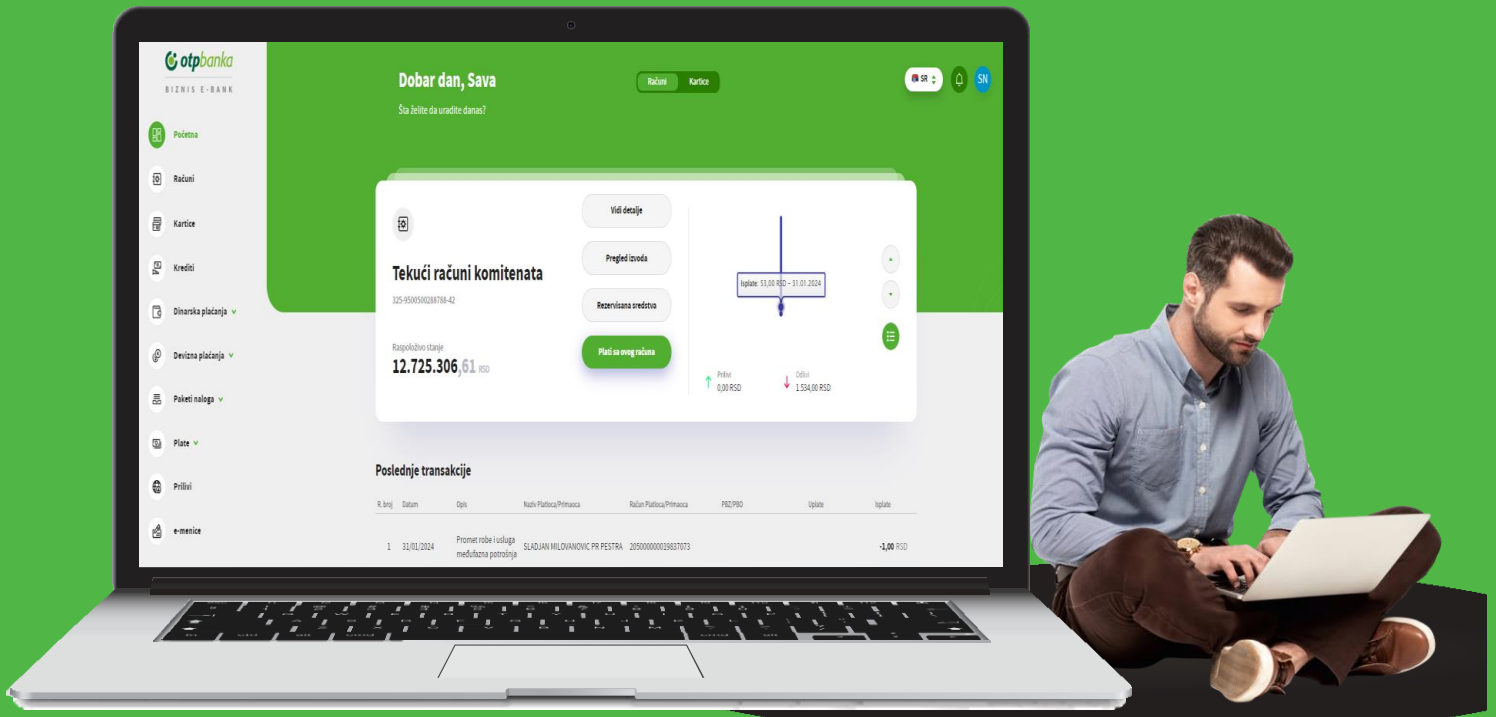 otpbanka
BIZNIS E-BANK
Početna
Računi
Kartice
Krediti
Dinarska plaćanja
Devizna plaćanja
Paketi naloga
Plate
Prilivi
e-menice
Dobar dan, Sava
Šta želite da uradite danas?
Računi Kartice
SR
SN
Tekući računi komitenata
325-9500500288788-42
Raspoloživo stanje
12.725.306,61 RSD
Vidi detalje
Pregled izvoda
Rezervisana sredstva
Plati sa ovog računa
Isplate: 53,00 RSD - 31.01.2024
Prilivi
0,00 RSD
Odlivi
1.534,00 RSD
Poslednje transakcije
R. broj Datum Opis Naziv Platioca/Primaoca Račun Platioca/Primaoca PBZ/PBO Uplate Isplate
1 31/01/2024 Promet robe i usluga
međufazna potrošnja SLADJAN MILOVANOVIC PR PESTRA 205000000019837073 -1,00 RSD